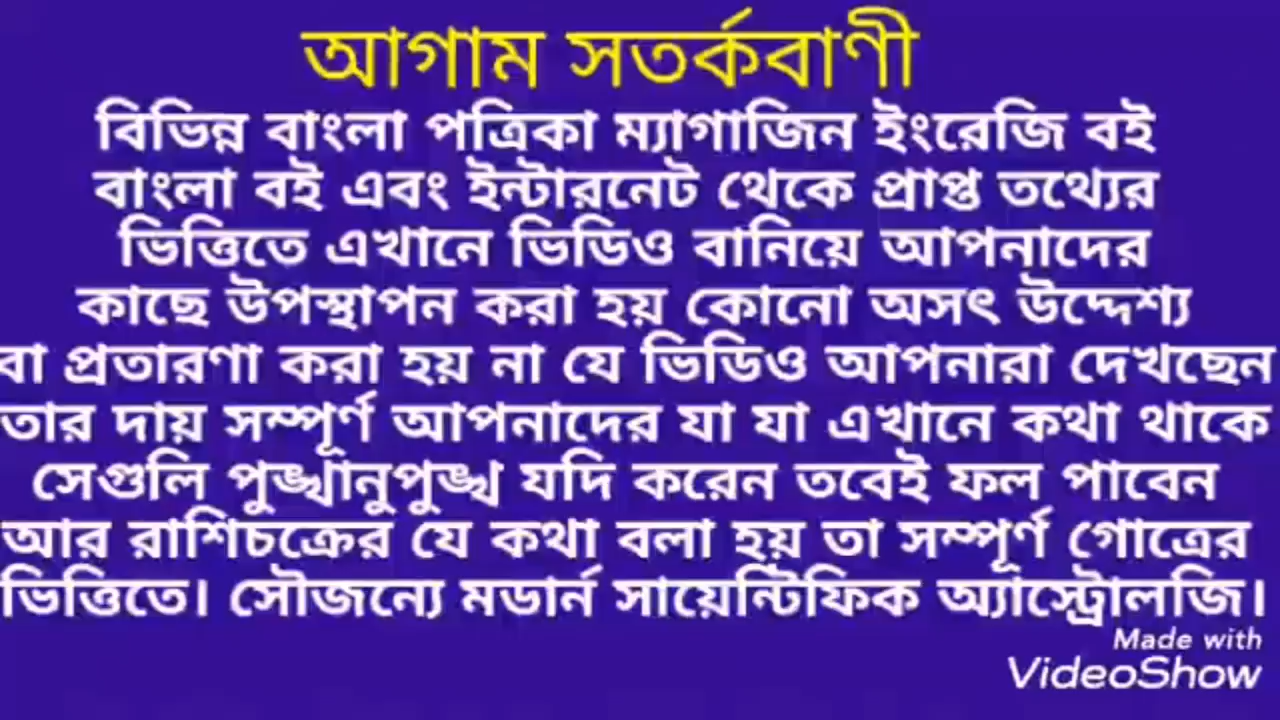 আগাম সতর্কবাণী
বিভিন্ন বাংলা পত্রিকা ম্যাগাজিন ইংরেজি বই
বাংলা বই এবং ইন্টারনেট থেকে প্রাপ্ত তথ্যের
ভিত্তিতে এখানে ভিডিও বানিয়ে আপনাদের
কাছে উপস্থাপন করা হয় কোনো অসৎ উদ্দেশ্য
বা প্রতারণা করা হয় না যে ভিডিও আপনারা দেখছেন
তার দায় সম্পূর্ণ আপনাদের যা যা এখানে কথা থাকে
সেগুলি পুঙ্খানুপুঙ্খ যদি করেন তবেই ফল পাবেন
আর রাশিচক্রের যে কথা বলা হয় তা সম্পূর্ণ গোত্রের
ভিত্তিতে। সৌজন্যে মডার্ন সায়েন্টিফিক অ্যাস্ট্রোলজি।
Made with
VideoShow